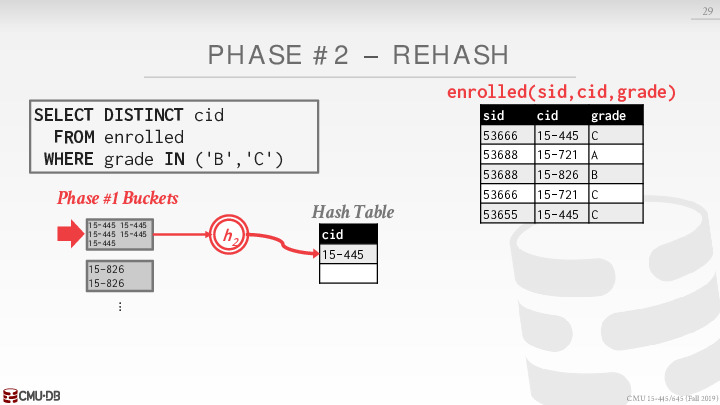 29
PHASE #2 – REHASH
enrolled(sid,cid,grade)
SELECT DISTINCT cid
FROM enrolled
WHERE grade IN ('B','C')
sid cid grade
53666 15-445 C
53688 15-721 A
53688 15-826 B
53666 15-721 C
53655 15-445 C
Phase #1 Buckets
15-445 15-445
15-445 15-445
15-445
15-826
15-826
⋮
h2
Hash Table
cid
15-445
CMU·DB
CMU 15-445/645 (Fall 2019)